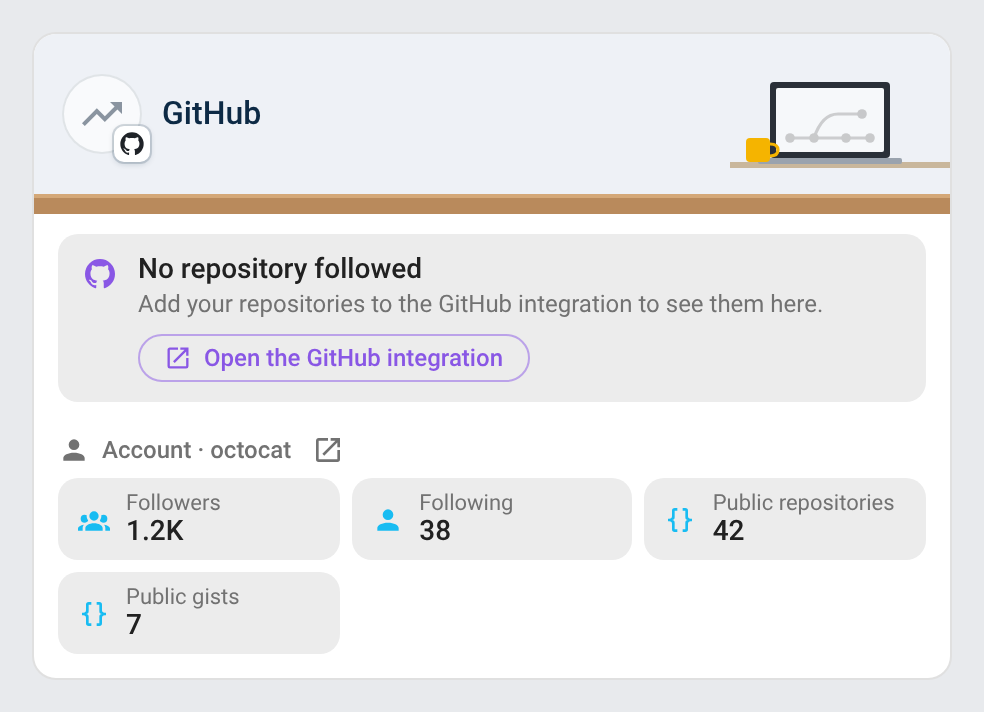 GitHub
No repository followed
Add your repositories to the GitHub integration to see them here.
Open the GitHub integration
Account · octocat
Followers
1.2K
Following
38
Public repositories
42
Public gists
7